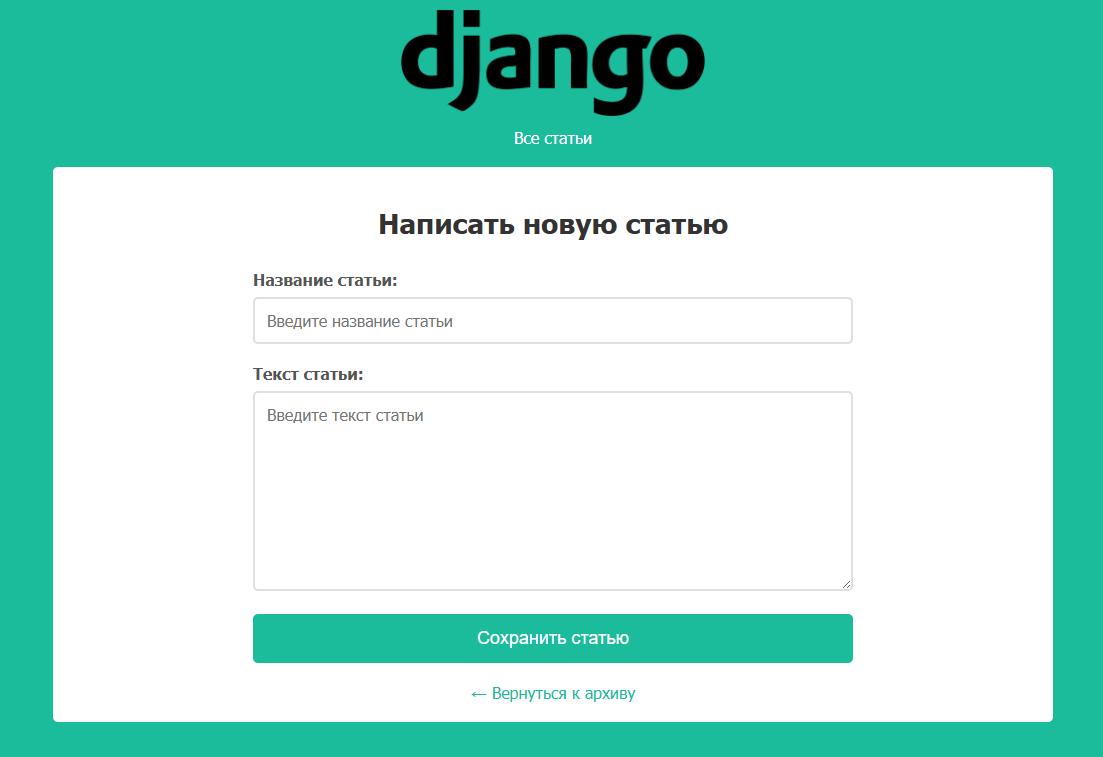 django
Все статьи
Написать новую статью
Название статьи:
Введите название статьи
Текст статьи:
Введите текст статьи
Сохранить статью
← Вернуться к архиву